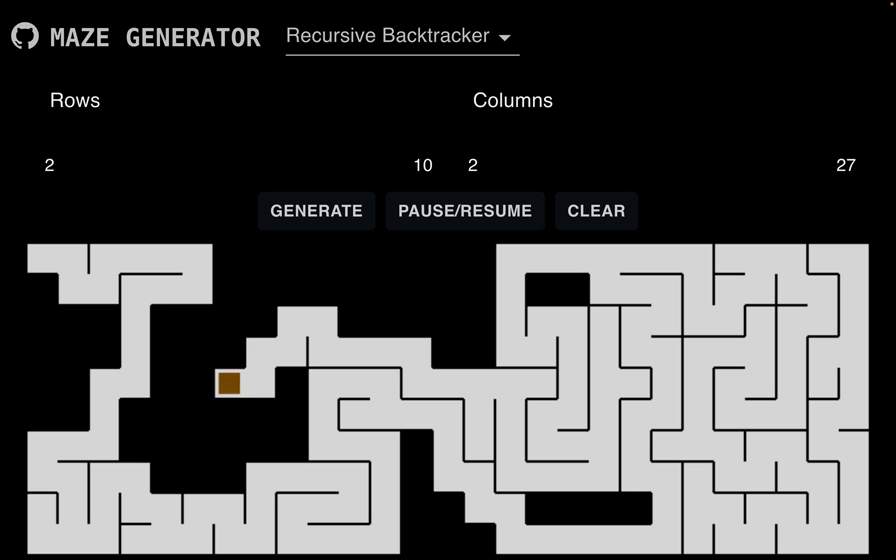 MAZE GENERATOR Recursive Backtracker
Rows Columns
2 10 2 27
GENERATE PAUSE/RESUME CLEAR